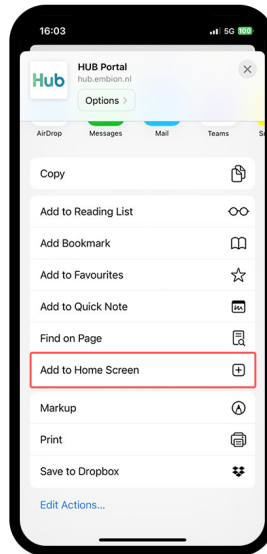 16:03
5G 100
Hub
HUB Portal
hub.embion.nl
Options
AirDrop
Messages
Mail
Teams
Copy
Add to Reading List
Add Bookmark
Add to Favourites
Add to Quick Note
Find on Page
Add to Home Screen
Markup
Print
Save to Dropbox
Edit Actions...